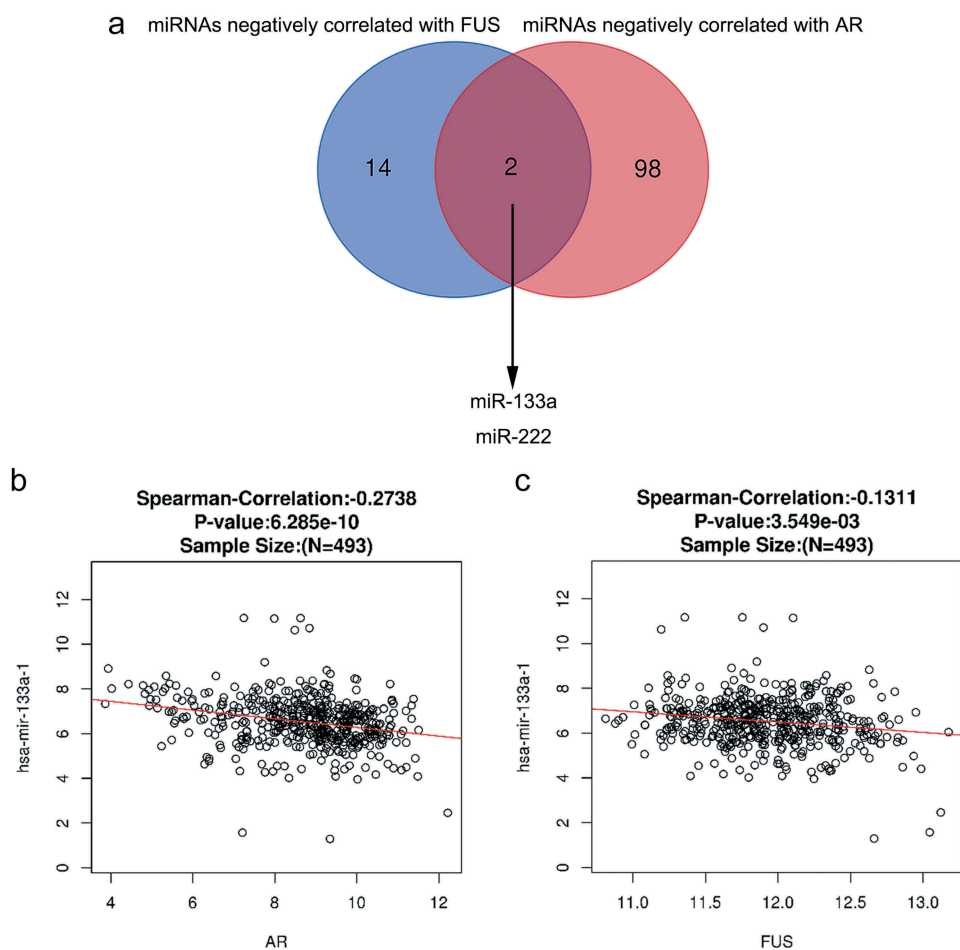 a
miRNAs negatively correlated with FUS
miRNAs negatively correlated with AR
14
2
98
miR-133a
miR-222
b
Spearman-Correlation:-0.2738
P-value:6.285e-10
Sample Size:(N=493)
hsa-mir-133a-1
12
10
8
6
4
2
0
4
6
8
10
12
AR
c
Spearman-Correlation:-0.1311
P-value:3.549e-03
Sample Size:(N=493)
hsa-mir-133a-1
12
10
8
6
4
2
0
11.0
11.5
12.0
12.5
13.0
FUS